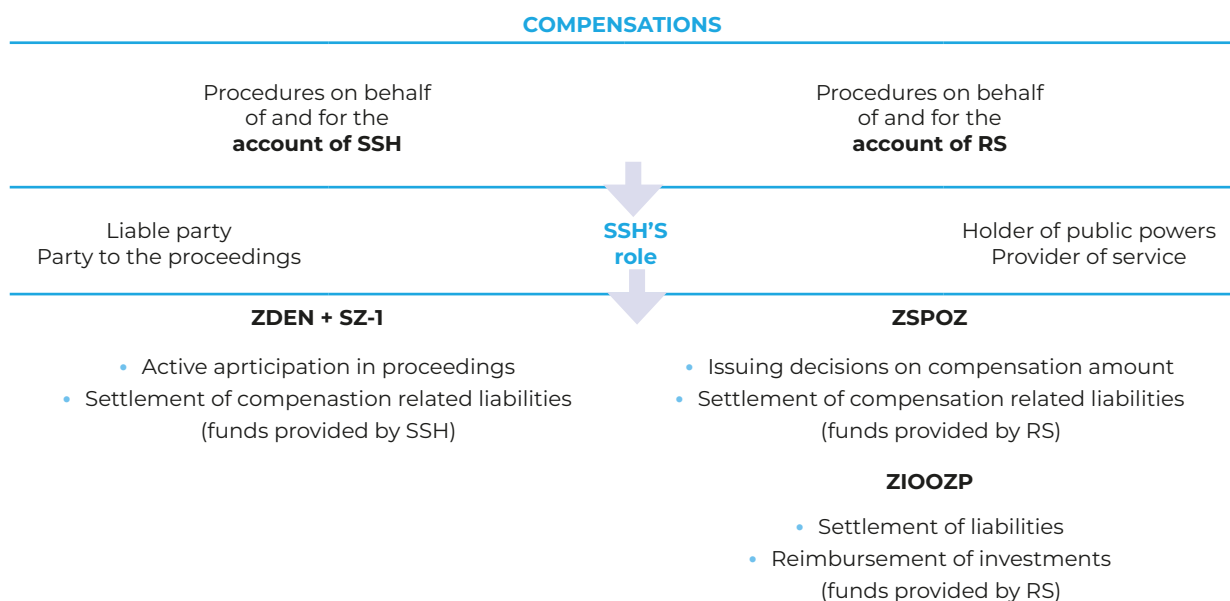 COMPENSATIONS
Procedures on behalf
of and for the
account of SSH
Procedures on behalf
of and for the
account of RS
Liable party
Party to the proceedings
SSH'S
role
Holder of public powers
Provider of service
ZDEN + SZ-1
• Active aprticipation in proceedings
• Settlement of compenastion related liabilities
(funds provided by SSH)
ZSPOZ
• Issuing decisions on compensation amount
• Settlement of compensation related liabilities
(funds provided by RS)
ZIOOZP
• Settlement of liabilities
• Reimbursement of investments
(funds provided by RS)